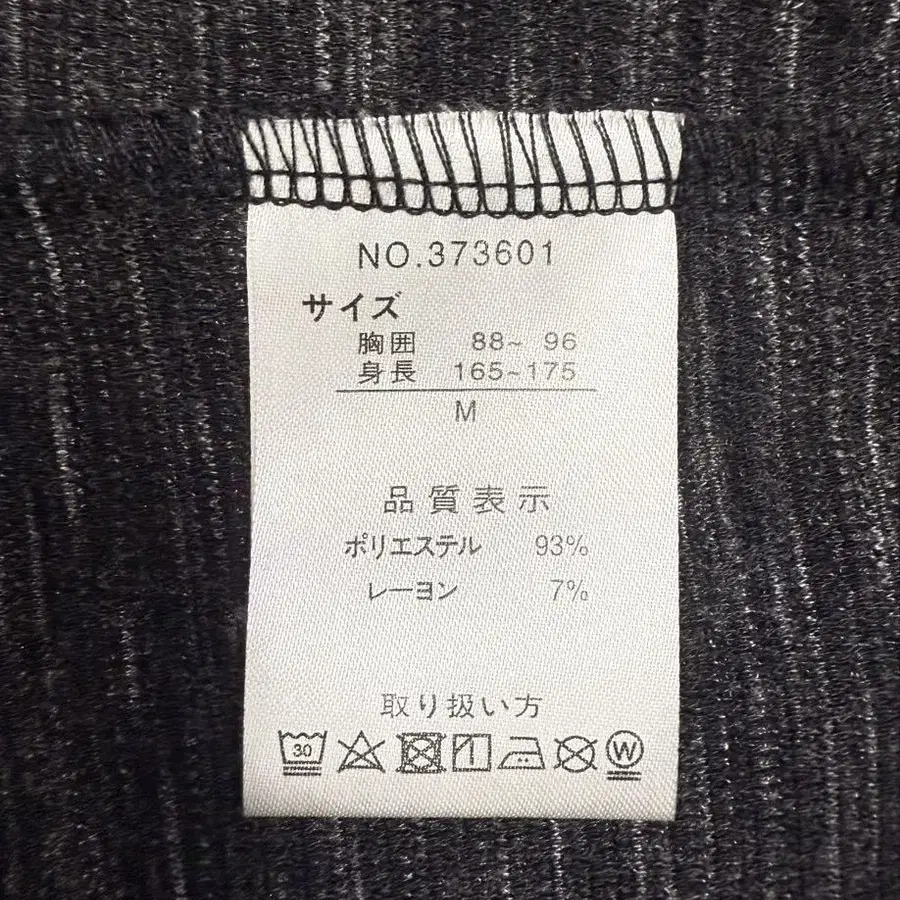 NO.373601
サイズ
胸囲 88~ 96
身長 165~175
M
品質表示
ポリエステル 93%
レーヨン 7%
取り扱い方
30 W